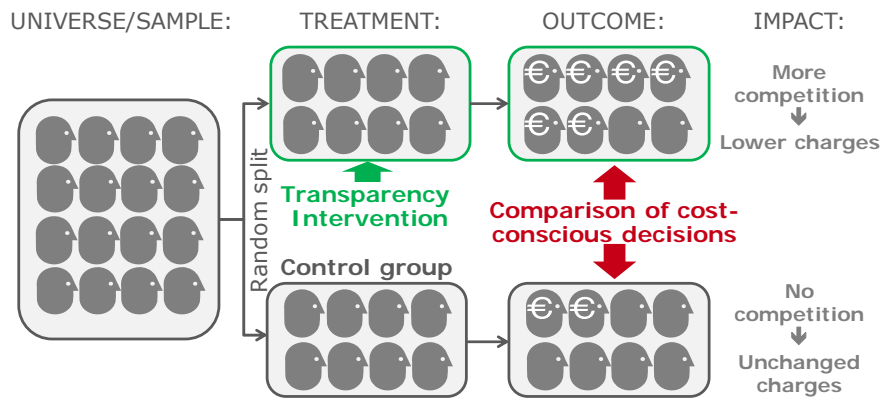 UNIVERSE/SAMPLE:
TREATMENT:
OUTCOME:
IMPACT:
Random split
Transparency
Intervention
Control group
€ € € €
€ €
Comparison of cost-
conscious decisions
€ €
More
competition
Lower charges
No
competition
Unchanged
charges